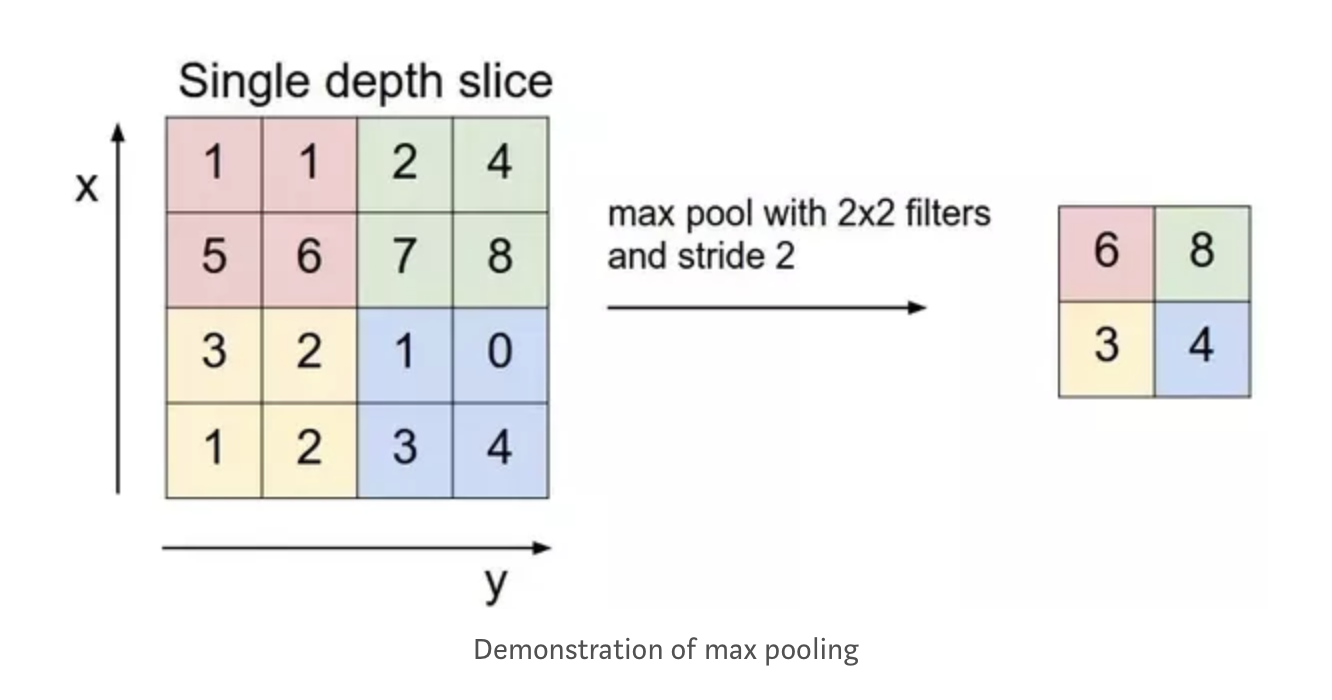 Single depth slice
x
1 1 2 4
5 6 7 8
3 2 1 0
1 2 3 4
y
max pool with 2x2 filters
and stride 2
6 8
3 4
Demonstration of max pooling